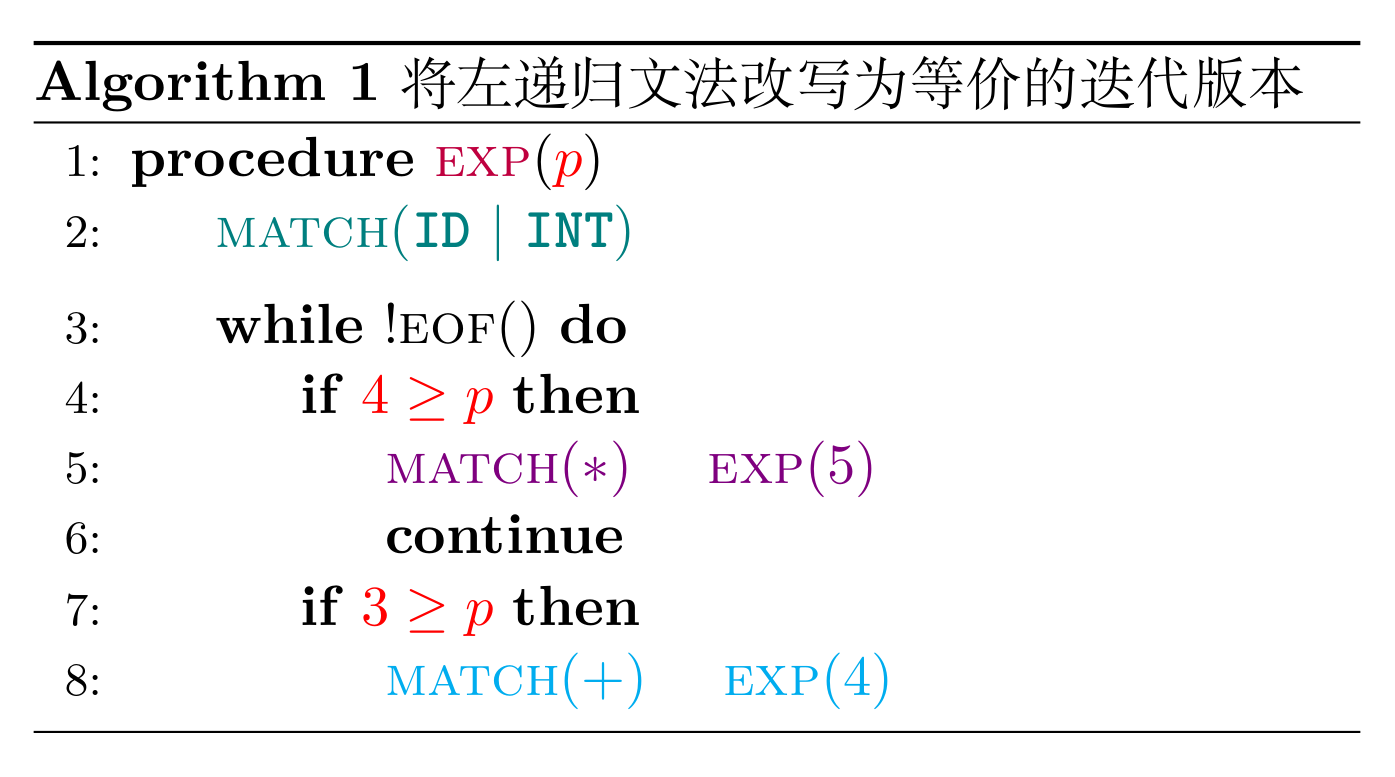 Algorithm 1 将左递归文法改写为等价的迭代版本
1: procedure EXP(p)
2: MATCH(ID | INT)
3: while !EOF() do
4: if 4 ≥ p then
5: MATCH(*) EXP(5)
6: continue
7: if 3 ≥ p then
8: MATCH(+) EXP(4)